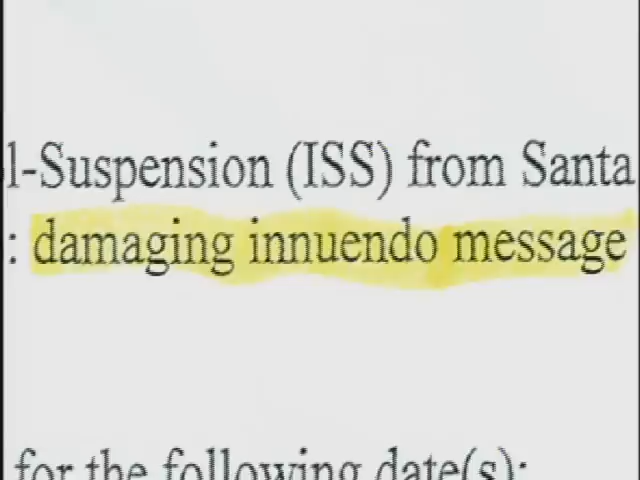 l-Suspension (ISS) from Santa
: damaging innuendo message
for the following date(s):